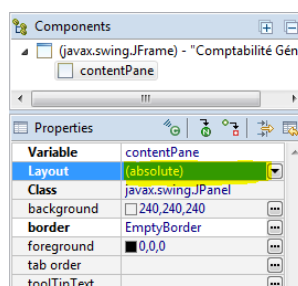 Components
(javax.swing.JFrame) - "Comptabilité Gén
contentPane
Properties
Variable contentPane
Layout (absolute)
Class javax.swing.JPanel
background 240,240,240
border EmptyBorder
foreground 0,0,0
tab order
toolTipText